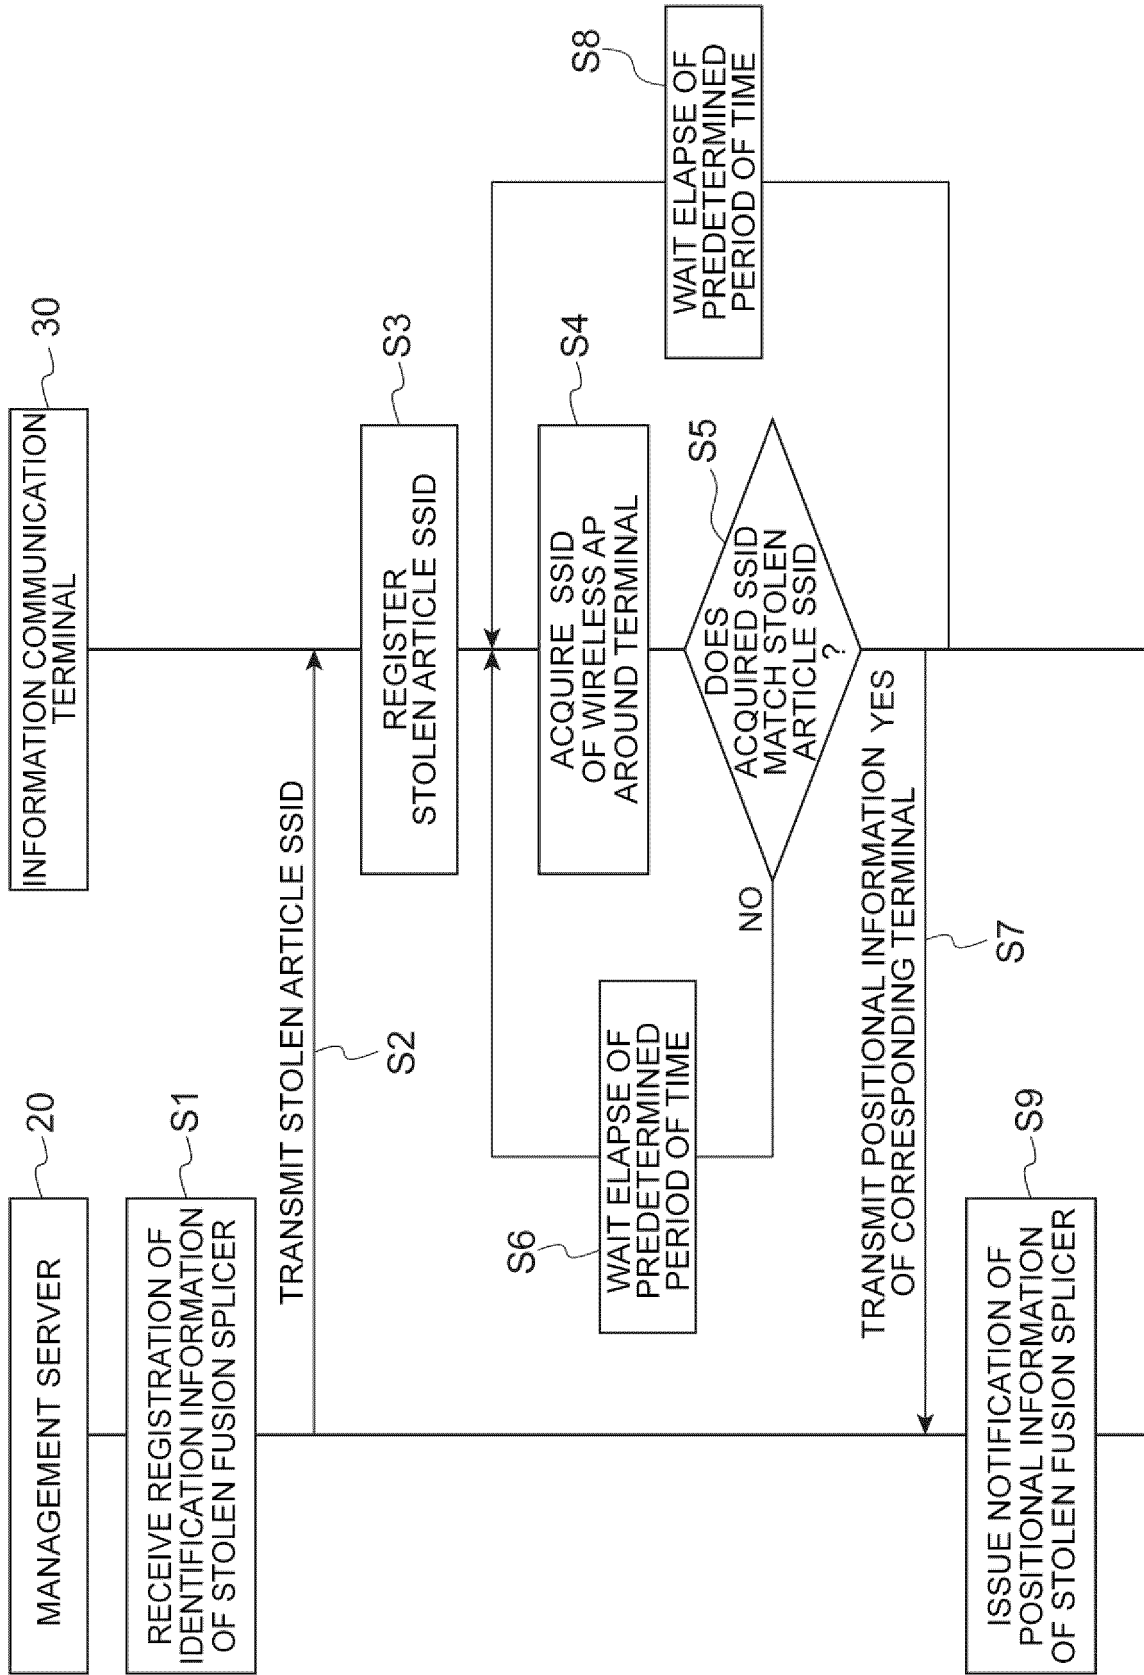 MANAGEMENT SERVER
20
INFORMATION COMMUNICATION
TERMINAL
30
RECEIVE REGISTRATION OF
IDENTIFICATION INFORMATION
OF STOLEN FUSION SPLICER
S1
TRANSMIT STOLEN ARTICLE SSID
S2
REGISTER
STOLEN ARTICLE SSID
S3
ACQUIRE SSID
OF WIRELESS AP
AROUND TERMINAL
S4
DOES
ACQUIRED SSID
MATCH STOLEN
ARTICLE SSID
?
S5
NO
S6
WAIT ELAPSE OF
PREDETERMINED
PERIOD OF TIME
YES
TRANSMIT POSITIONAL INFORMATION
OF CORRESPONDING TERMINAL
S7
WAIT ELAPSE OF
PREDETERMINED
PERIOD OF TIME
S8
ISSUE NOTIFICATION OF
POSITIONAL INFORMATION
OF STOLEN FUSION SPLICER
S9